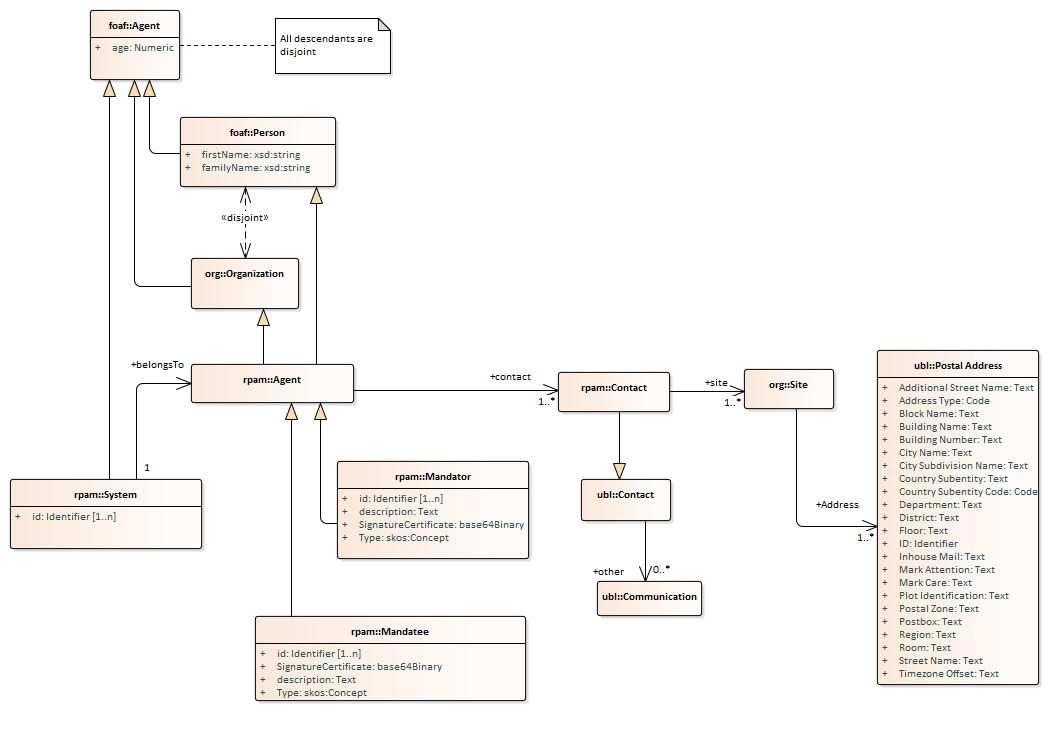 foaf::Agent
+ age: Numeric
All descendants are
disjoint
foaf::Person
+ firstName: xsd:string
+ familyName: xsd:string
«disjoint»
org::Organization
+belongsTo
rpam::Agent
+contact
1..*
rpam::Contact
+site
1..*
org::Site
ubl::Postal Address
+ Additional Street Name: Text
+ Address Type: Code
+ Block Name: Text
+ Building Name: Text
+ Building Number: Text
+ City Name: Text
+ City Subdivision Name: Text
+ Country Subentity: Text
+ Country Subentity Code: Code
+ Department: Text
+ District: Text
+ Floor: Text
+ ID: Identifier
+ Inhouse Mail: Text
+ Mark Attention: Text
+ Mark Care: Text
+ Plot Identification: Text
+ Postal Zone: Text
+ Postbox: Text
+ Region: Text
+ Room: Text
+ Street Name: Text
+ Timezone Offset: Text
1
rpam::System
+ id: Identifier [1..n]
rpam::Mandator
+ id: Identifier [1..n]
+ description: Text
+ SignatureCertificate: base64Binary
+ Type: skos:Concept
ubl::Contact
+Address
1..*
+other
0..*
ubl::Communication
rpam::Mandatee
+ id: Identifier [1..n]
+ SignatureCertificate: base64Binary
+ description: Text
+ Type: skos:Concept